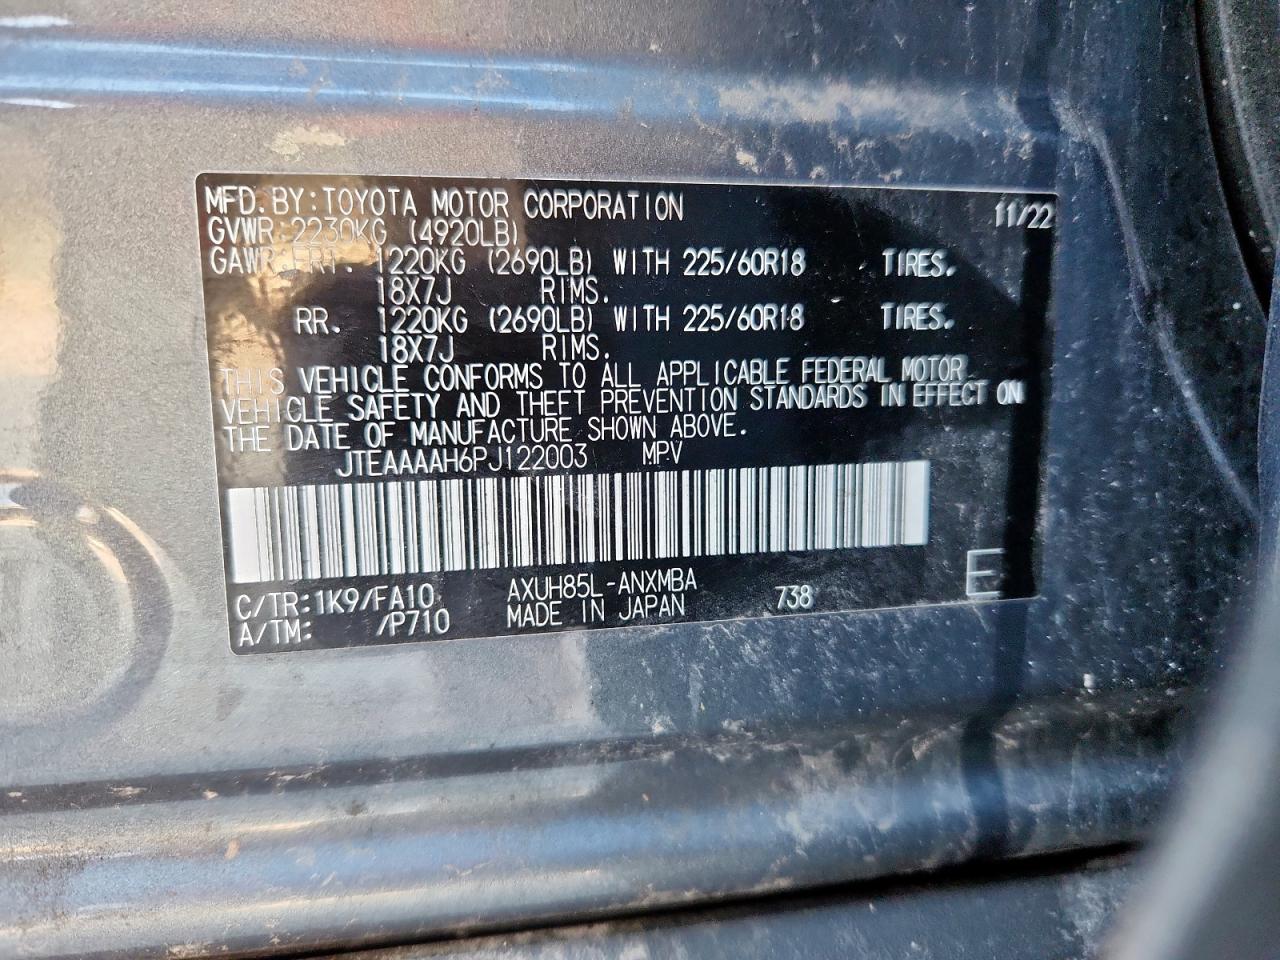 MFD. BY: TOYOTA MOTOR CORPORATION 11/22
GVWR: 2230KG (4920LB)
GAWR: FRT. 1220KG (2690LB) WITH 225/60R18 TIRES.
18X7J RIMS.
RR. 1220KG (2690LB) WITH 225/60R18 TIRES.
18X7J RIMS.
THIS VEHICLE CONFORMS TO ALL APPLICABLE FEDERAL MOTOR
VEHICLE SAFETY AND THEFT PREVENTION STANDARDS IN EFFECT ON
THE DATE OF MANUFACTURE SHOWN ABOVE.
JTEAAAAH6PJ122003 MPV
C/TR: 1K9/FA10 AXUH85L-ANXMBA
A/TM: /P710 MADE IN JAPAN 738 E